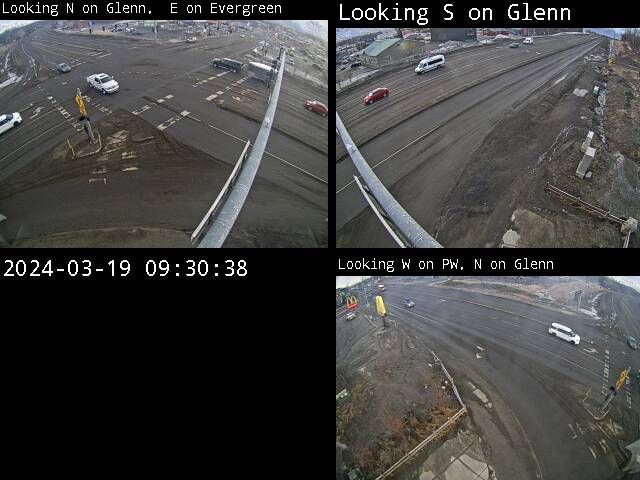 Looking N on Glenn,  E on Evergreen
Looking S on Glenn
2024-03-19 09:30:38
Looking W on PW, N on Glenn